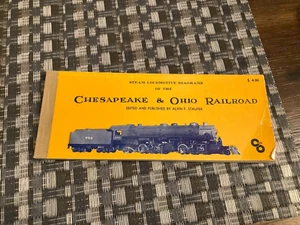 STEAM LOCOMOTIVE DIAGRAMS
OF THE
CHESAPEAKE & OHIO RAILROAD
EDITED AND PUBLISHED BY ALVIN F. STAUFER